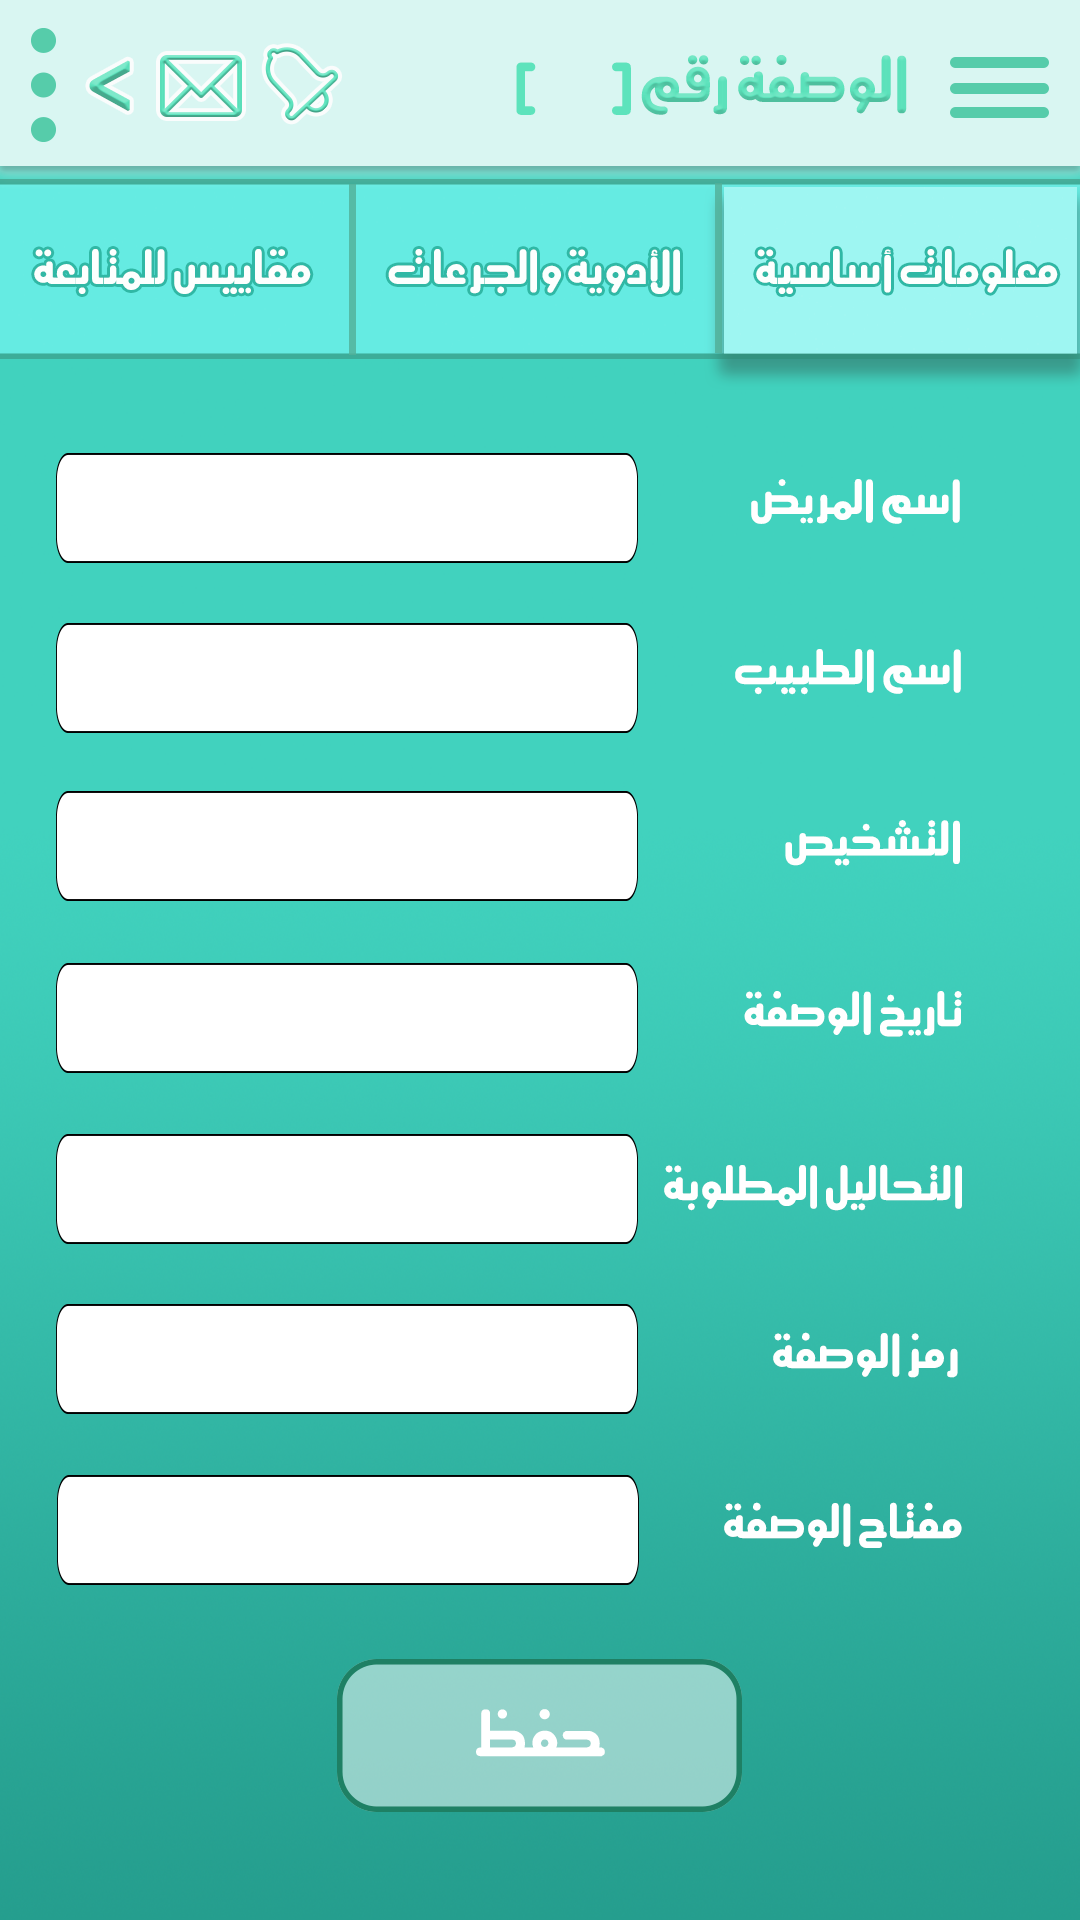 الوصفة رقم [ ]
معلومات أساسية
الأدوية والجرعات
مقاييس للمتابعة
اسم المريض
اسم الطبيب
التشخيص
تاريخ الوصفة
التحاليل المطلوبة
رمز الوصفة
مفتاح الوصفة
حفظ